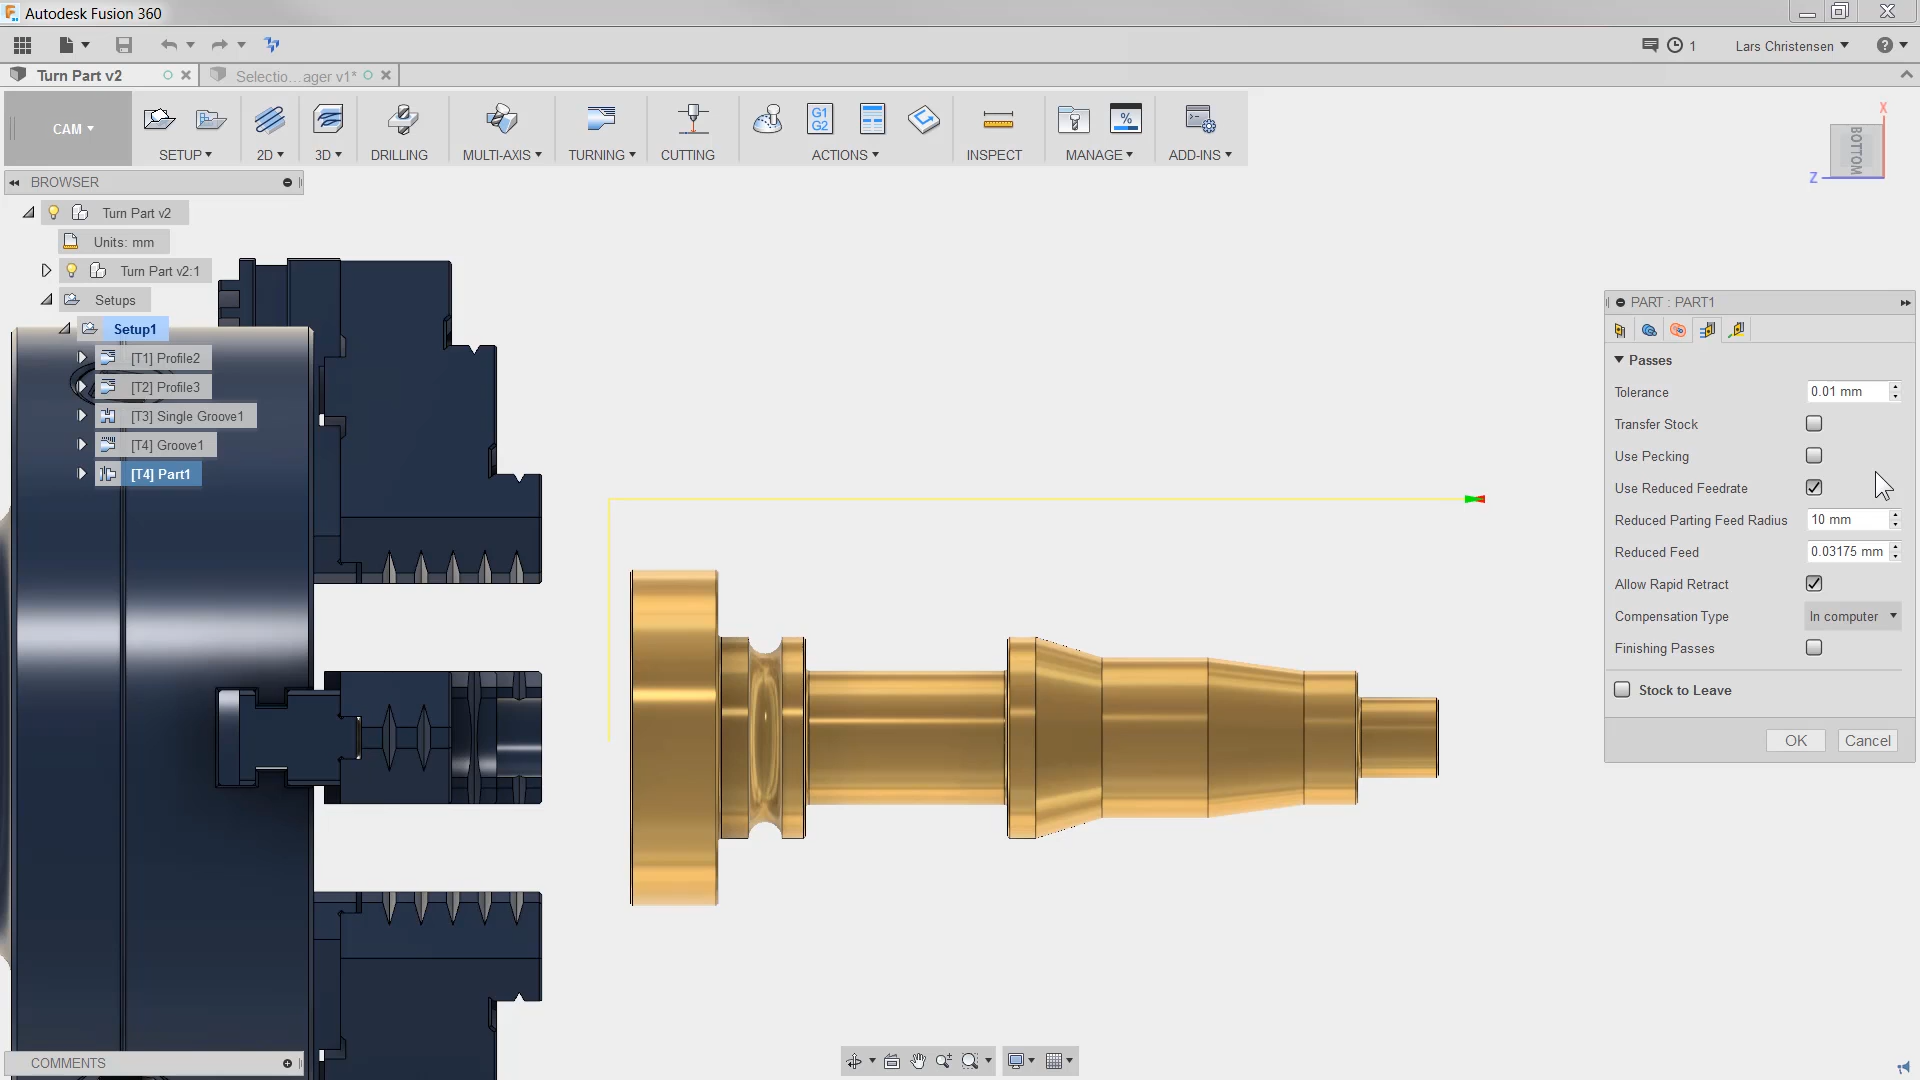 Autodesk Fusion 360
1
Lars Christensen
Turn Part v2
Selectio...ager v1*
CAM
SETUP
2D
3D
DRILLING
MULTI-AXIS
TURNING
CUTTING
G1
G2
ACTIONS
INSPECT
%
MANAGE
ADD-INS
X
BOTTOM
Z
BROWSER
Turn Part v2
Units: mm
Turn Part v2:1
Setups
Setup1
[T1] Profile2
[T2] Profile3
[T3] Single Groove1
[T4] Groove1
[T4] Part1
PART : PART1
Passes
Tolerance 0.01 mm
Transfer Stock
Use Pecking
Use Reduced Feedrate
Reduced Parting Feed Radius 10 mm
Reduced Feed 0.03175 mm
Allow Rapid Retract
Compensation Type In computer
Finishing Passes
Stock to Leave
OK Cancel
COMMENTS